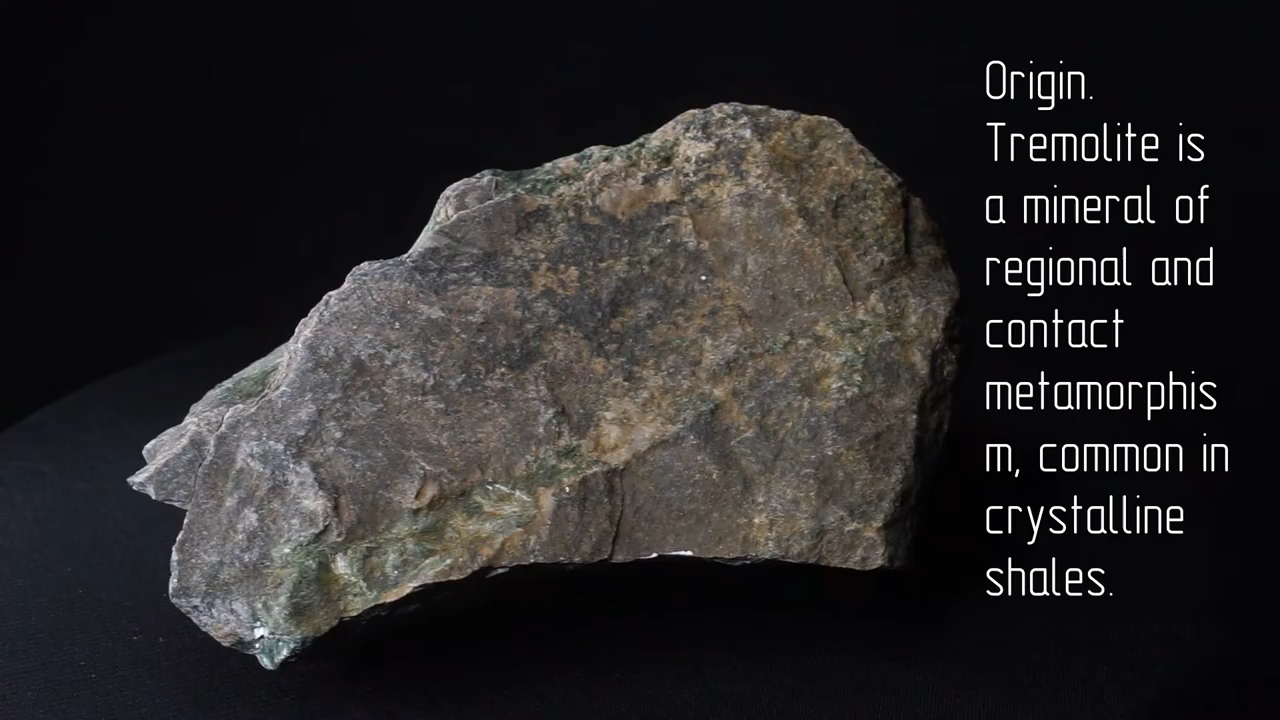 Origin.
Tremolite is
a mineral of
regional and
contact
metamorphis
m, common in
crystalline
shales.